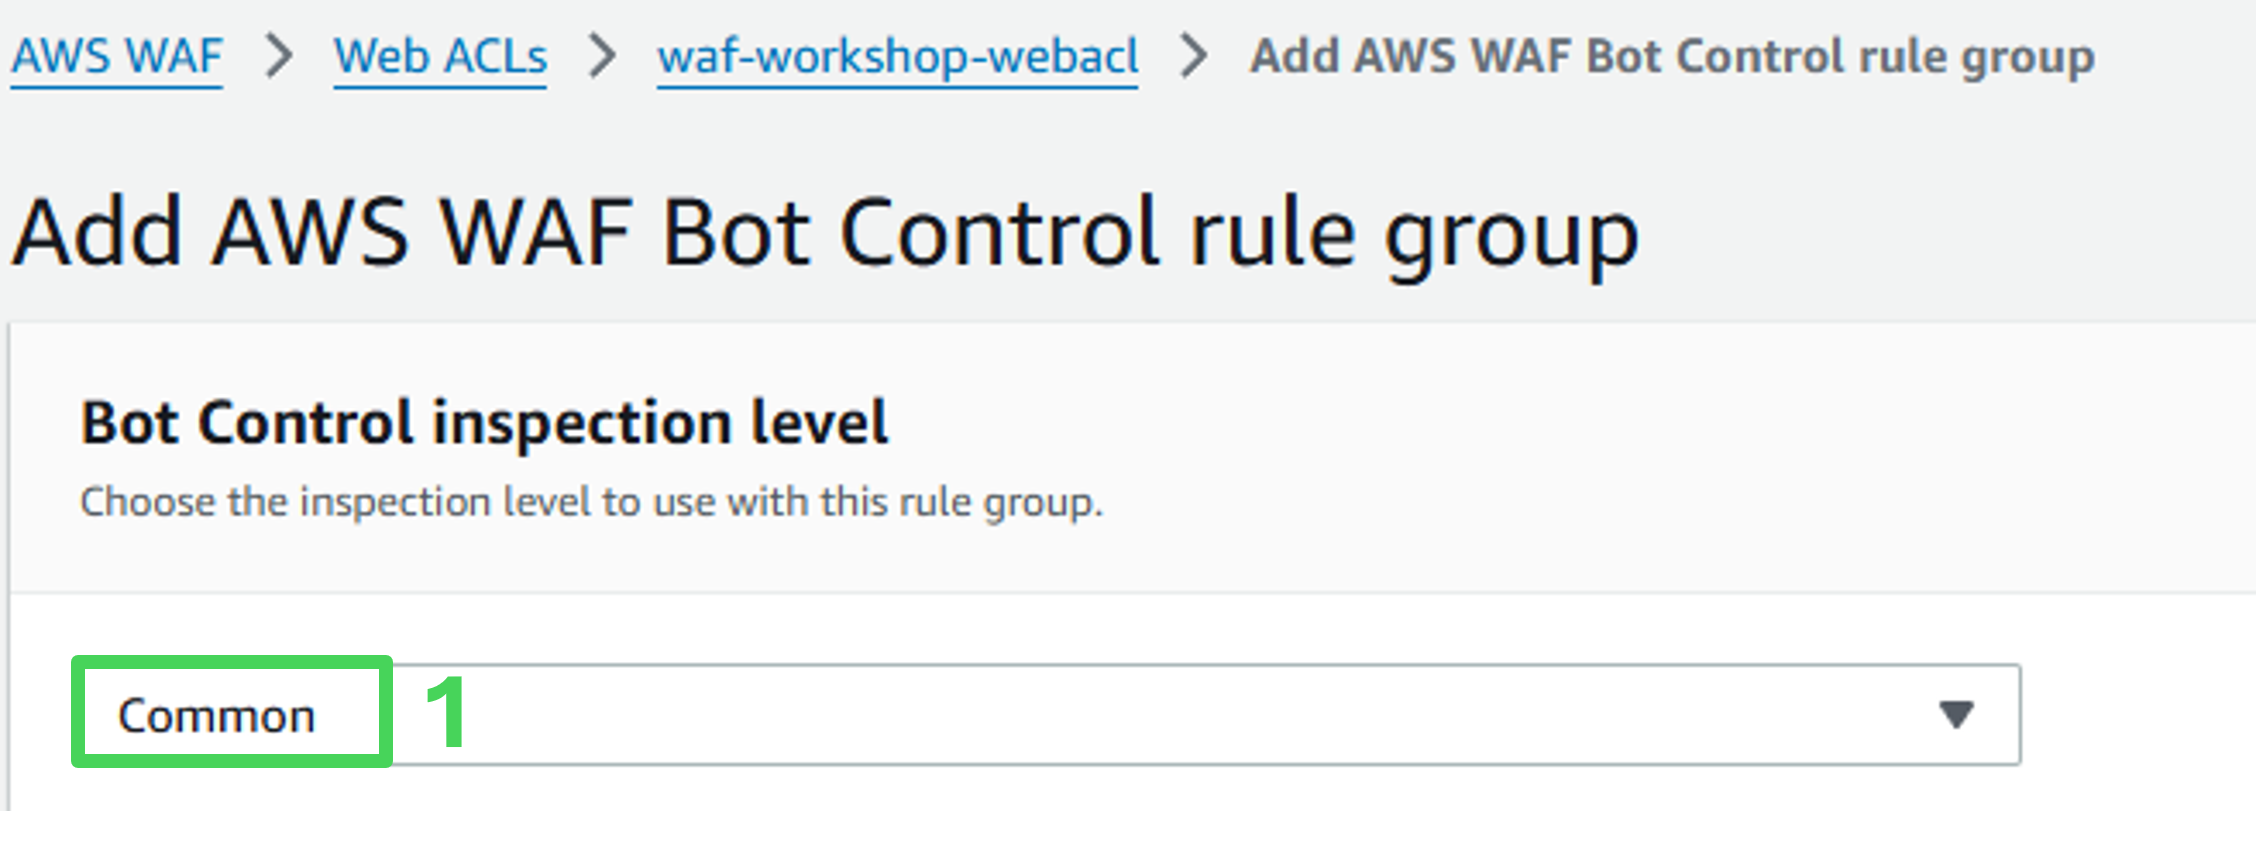 AWS WAF > Web ACLs > waf-workshop-webacl > Add AWS WAF Bot Control rule group
Add AWS WAF Bot Control rule group
Bot Control inspection level
Choose the inspection level to use with this rule group.
Common 1